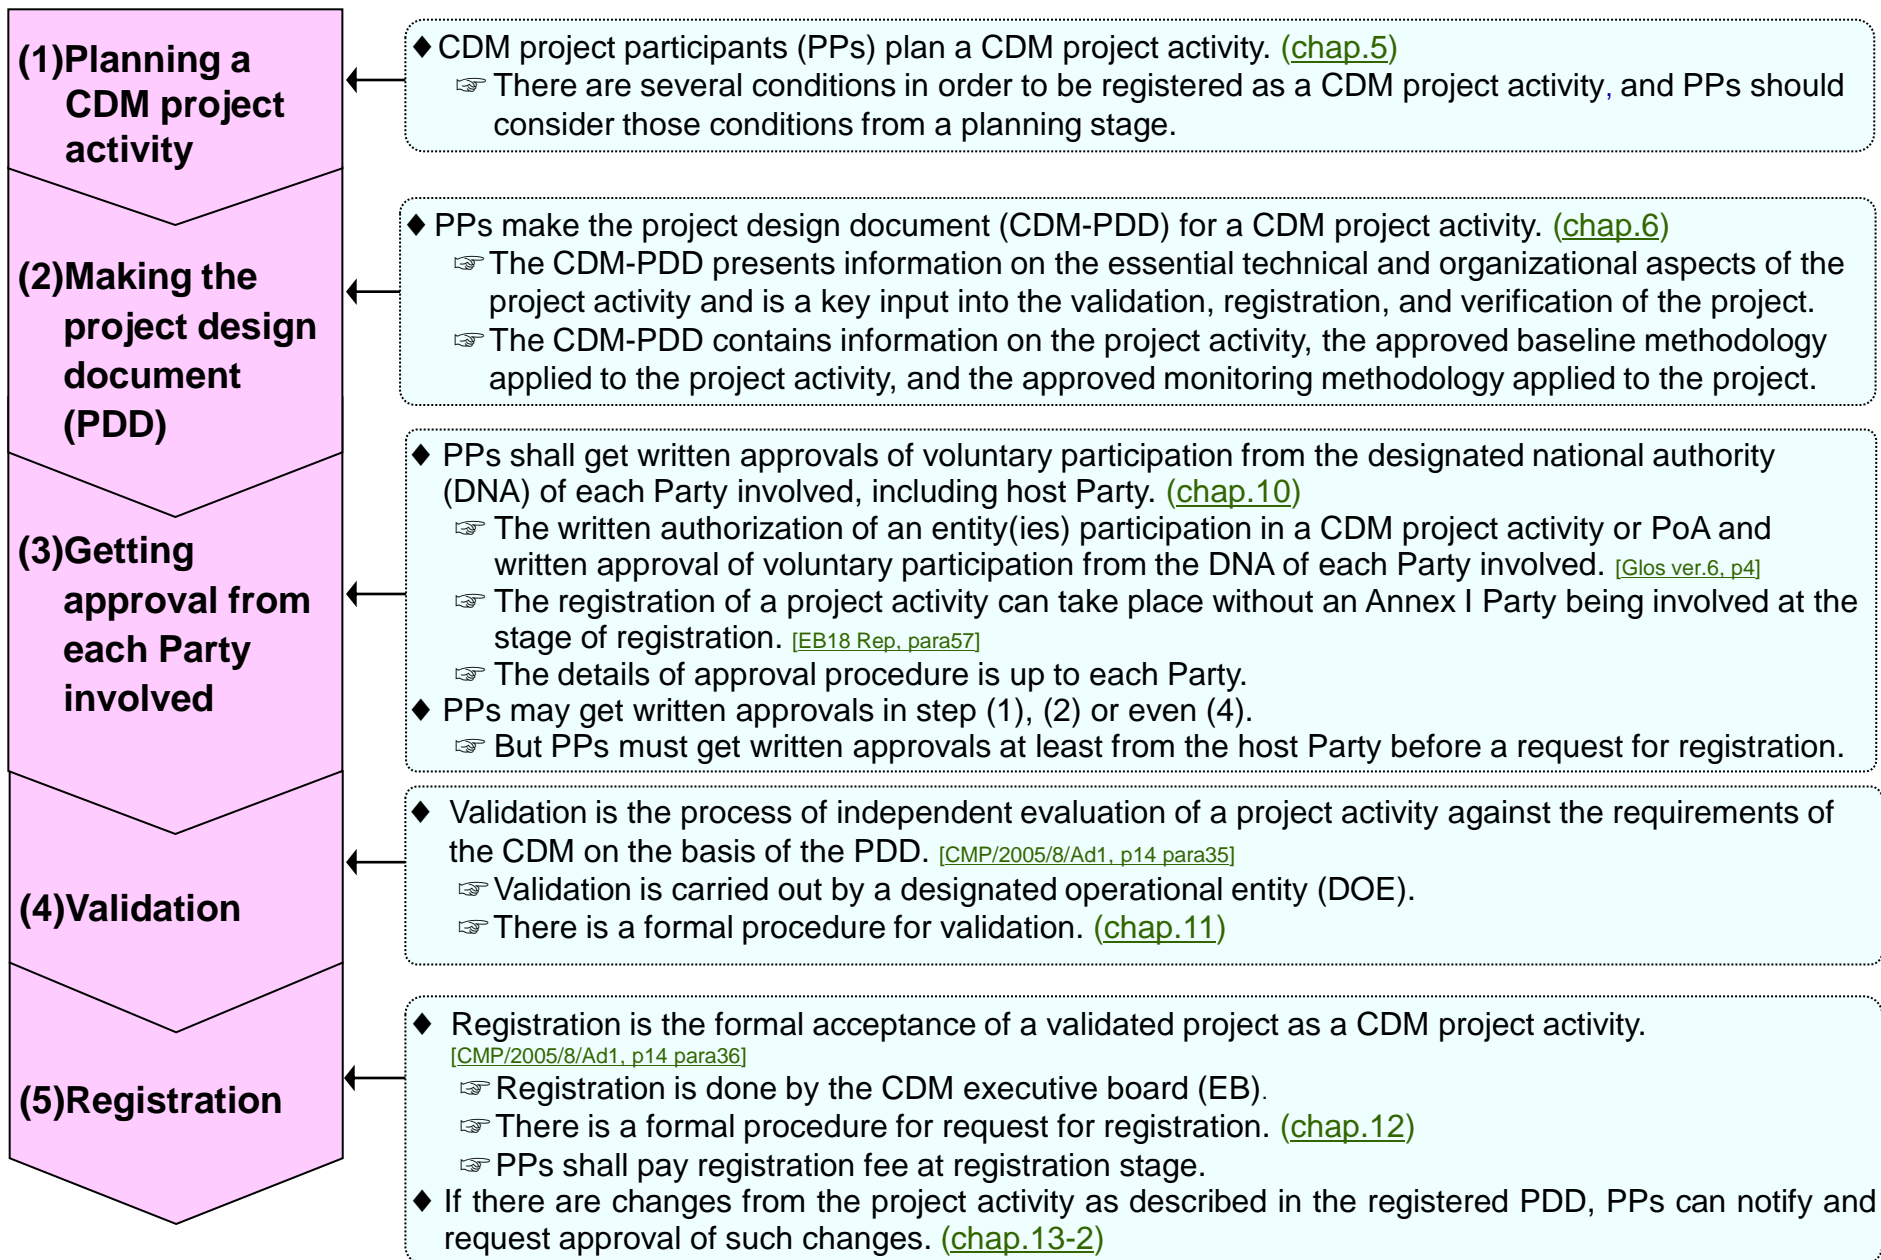 (1)Planning a
CDM project
activity
♦ CDM project participants (PPs) plan a CDM project activity. (chap.5)
☞ There are several conditions in order to be registered as a CDM project activity, and PPs should
consider those conditions from a planning stage.
(2)Making the
project design
document
(PDD)
♦ PPs make the project design document (CDM-PDD) for a CDM project activity. (chap.6)
☞ The CDM-PDD presents information on the essential technical and organizational aspects of the
project activity and is a key input into the validation, registration, and verification of the project.
☞ The CDM-PDD contains information on the project activity, the approved baseline methodology
applied to the project activity, and the approved monitoring methodology applied to the project.
(3)Getting
approval from
each Party
involved
♦ PPs shall get written approvals of voluntary participation from the designated national authority
(DNA) of each Party involved, including host Party. (chap.10)
☞ The written authorization of an entity(ies) participation in a CDM project activity or PoA and
written approval of voluntary participation from the DNA of each Party involved. [Glos ver.6, p4]
☞ The registration of a project activity can take place without an Annex I Party being involved at the
stage of registration. [EB18 Rep, para57]
☞ The details of approval procedure is up to each Party.
♦ PPs may get written approvals in step (1), (2) or even (4).
☞ But PPs must get written approvals at least from the host Party before a request for registration.
(4)Validation
♦ Validation is the process of independent evaluation of a project activity against the requirements of
the CDM on the basis of the PDD. [CMP/2005/8/Ad1, p14 para35]
☞ Validation is carried out by a designated operational entity (DOE).
☞ There is a formal procedure for validation. (chap.11)
(5)Registration
♦ Registration is the formal acceptance of a validated project as a CDM project activity.
[CMP/2005/8/Ad1, p14 para36]
☞ Registration is done by the CDM executive board (EB).
☞ There is a formal procedure for request for registration. (chap.12)
☞ PPs shall pay registration fee at registration stage.
♦ If there are changes from the project activity as described in the registered PDD, PPs can notify and
request approval of such changes. (chap.13-2)